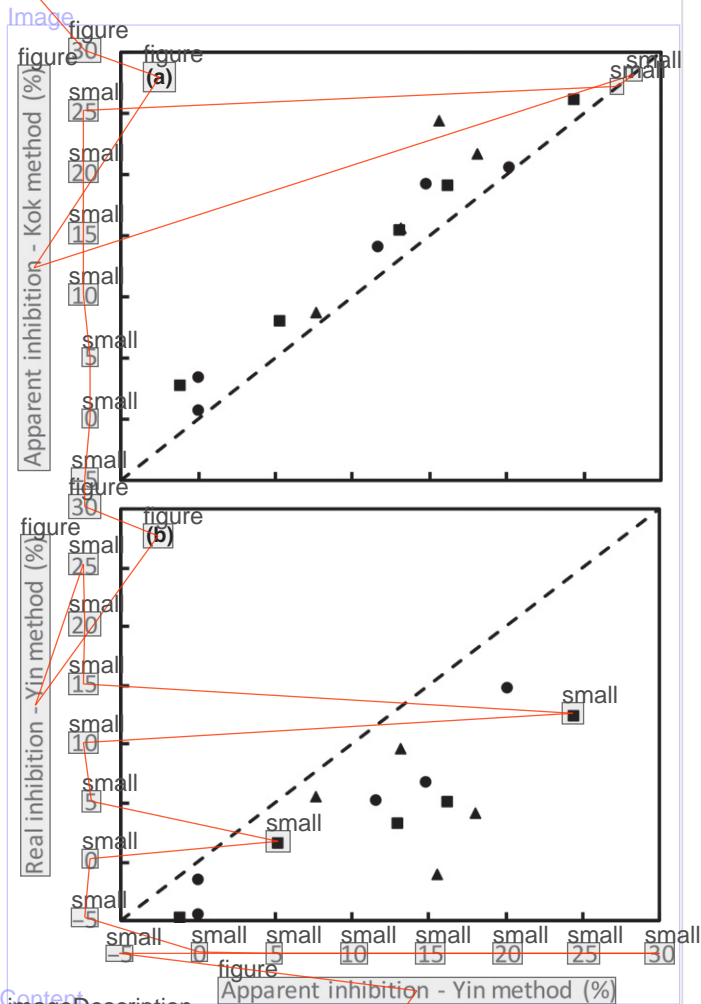 Image
figure
30
figure
(a)
figure
small
small
small
25
small
20
small
15
small
10
small
5
small
0
small
Apparent inhibition - Kok method (%)
figure
30
figure
(b)
figure
small
25
small
20
small
15
small
small
10
small
5
small
small
0
−5
Real inhibition - Yin method (%)
small
−5
small
0
small
5
small
10
small
15
small
20
small
25
small
30
figure
Apparent inhibition - Yin method (%)
Content
imageDescription